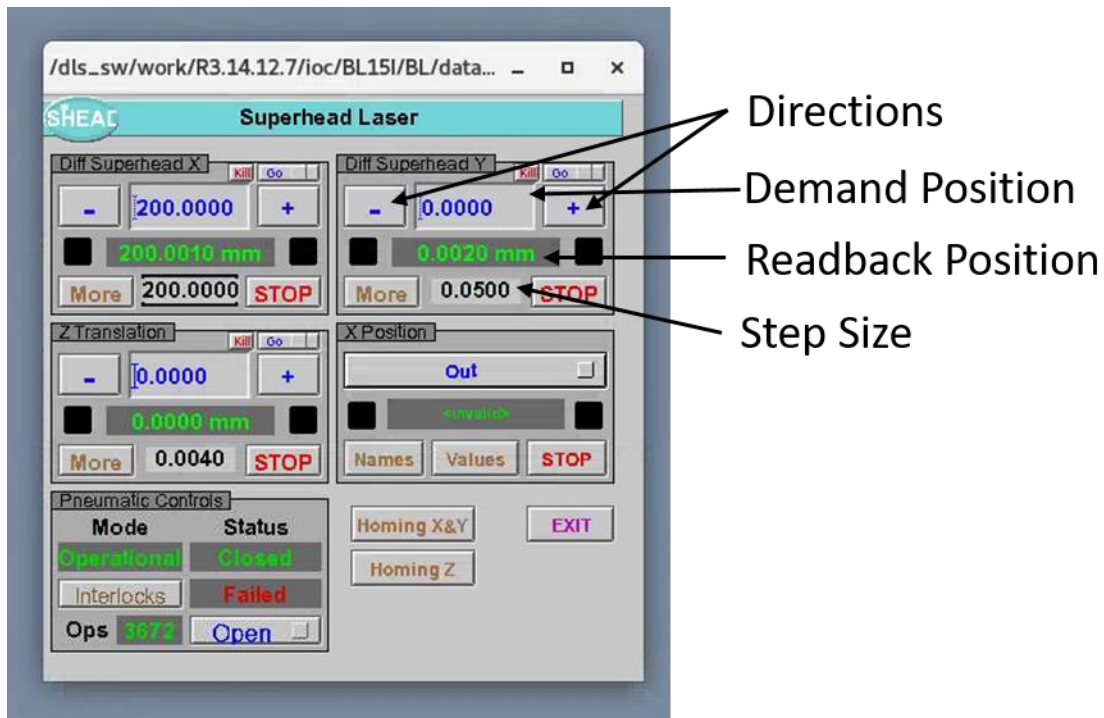 /dls_sw/work/R3.14.12.7/ioc/BL15I/BL/data...
SHEAD
Superhead Laser
Diff Superhead X
Kill Go
- 200.0000 +
200.0010 mm
More 200.0000 STOP
Diff Superhead Y
Kill Go
- 0.0000 +
0.0020 mm
More 0.0500 STOP
Z Translation
Kill Go
- 0.0000 +
0.0000 mm
More 0.0040 STOP
X Position
Out
<invalid>
Names Values STOP
Pneumatic Controls
Mode Status
Operational Closed
Interlocks Failed
Ops 3672 Open
Homing X&Y
EXIT
Homing Z
Directions
Demand Position
Readback Position
Step Size